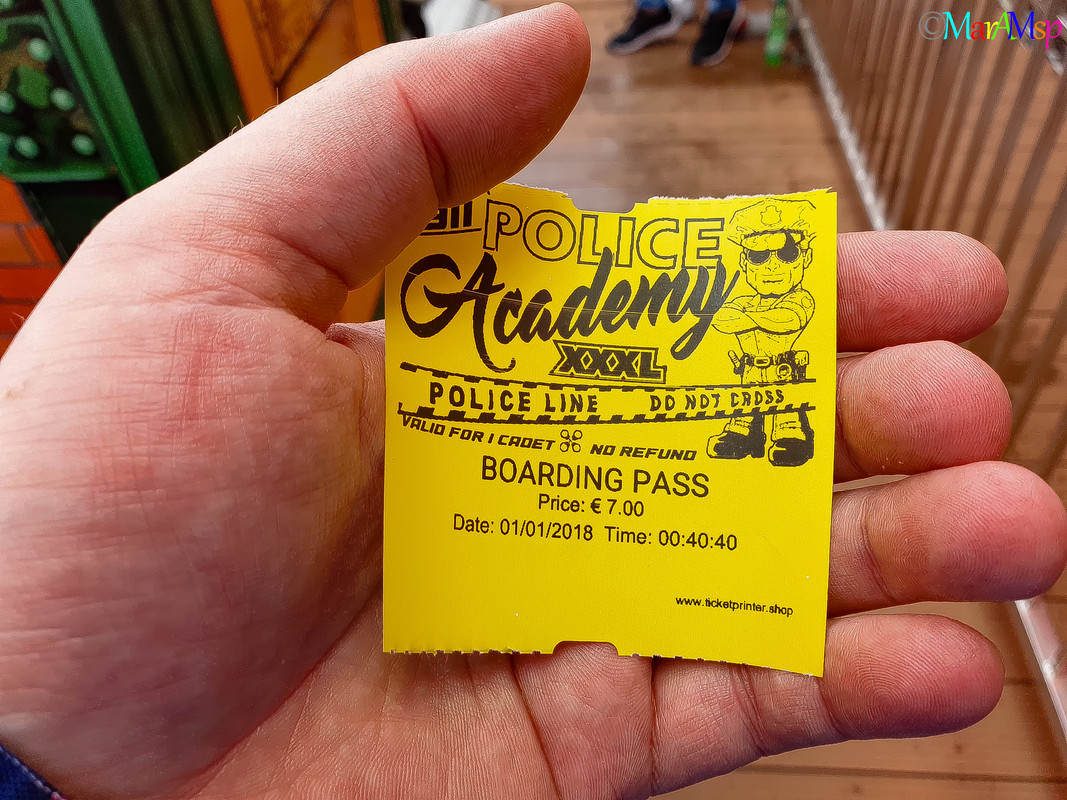 ©MarAMsp
911 POLICE
Academy
XXXL
POLICE LINE DO NOT CROSS
VALID FOR 1 CADET NO REFUND
BOARDING PASS
Price: € 7.00
Date: 01/01/2018 Time: 00:40:40
www.ticketprinter.shop